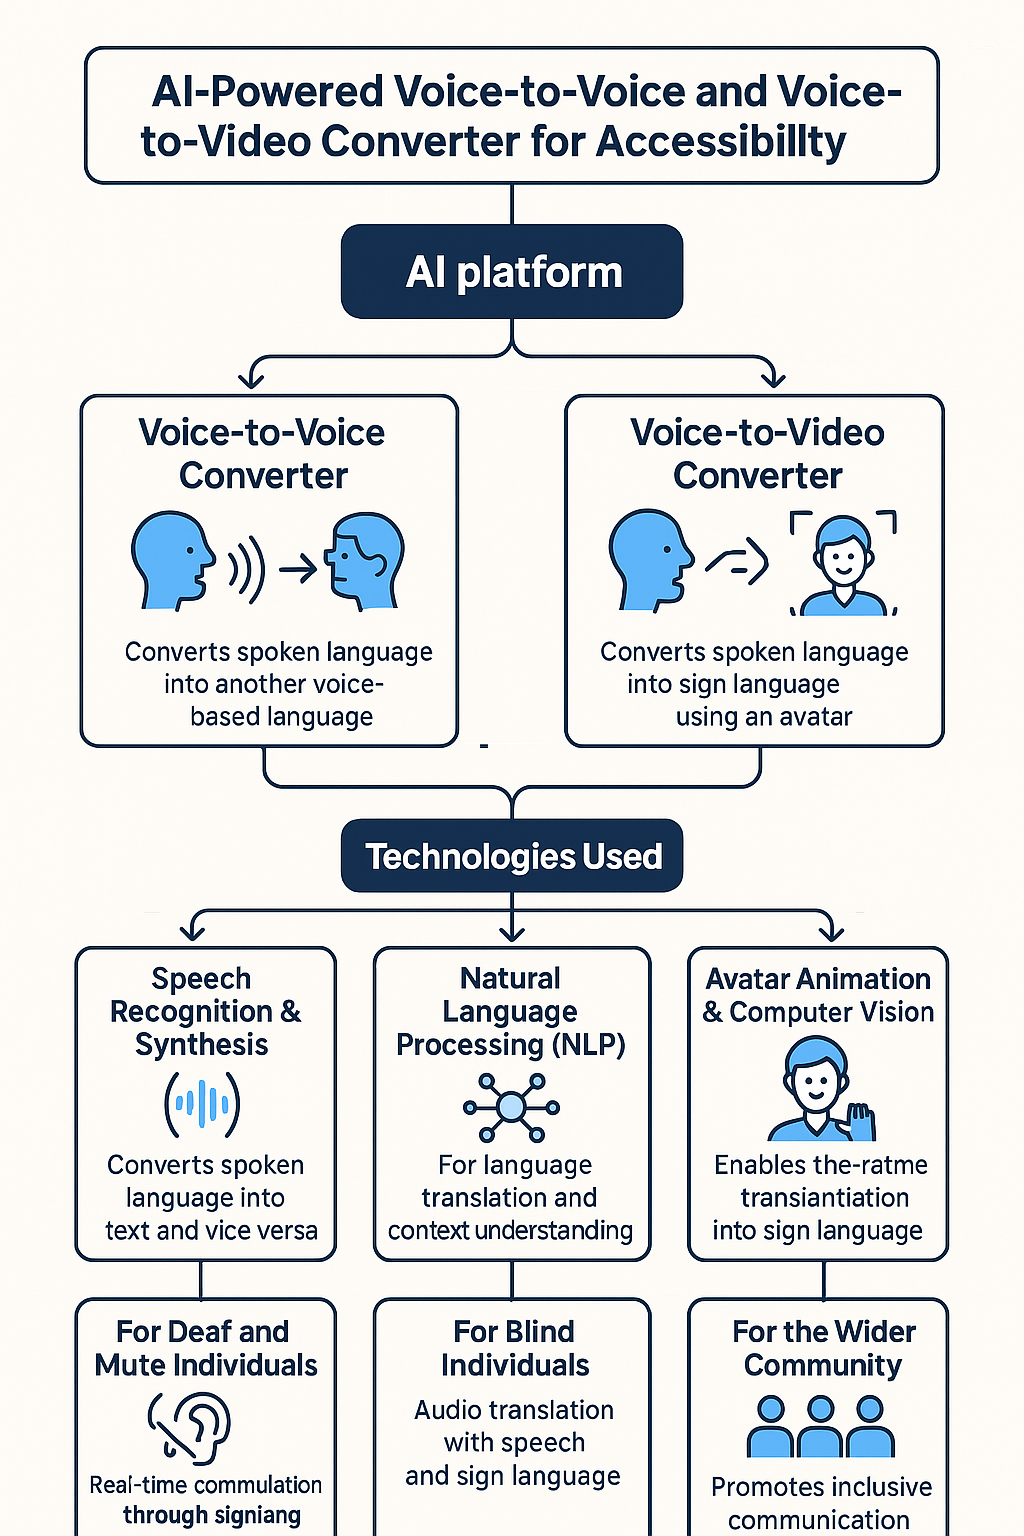 AI-Powered Voice-to-Voice and Voice-
to-Video Converter for Accessibillty
AI platform
Voice-to-Voice
Converter
Converts spoken language
into another voice-
based language
Voice-to-Video
Converter
Converts spoken language
into sign language
using an avatar
Technologies Used
Speech
Recognition &
Synthesis
Converts spoken
language into
text and vice versa
Natural
Language
Processing (NLP)
For language
translation and
context understanding
Avatar Animation
& Computer Vision
Enables the-ratme
transiantiation
into sign language
For Deaf and
Mute Individuals
Real-time commulation
through signiang
For Blind
Individuals
Audio translation
with speech
and sign language
For the Wider
Community
Promotes inclusive
communication